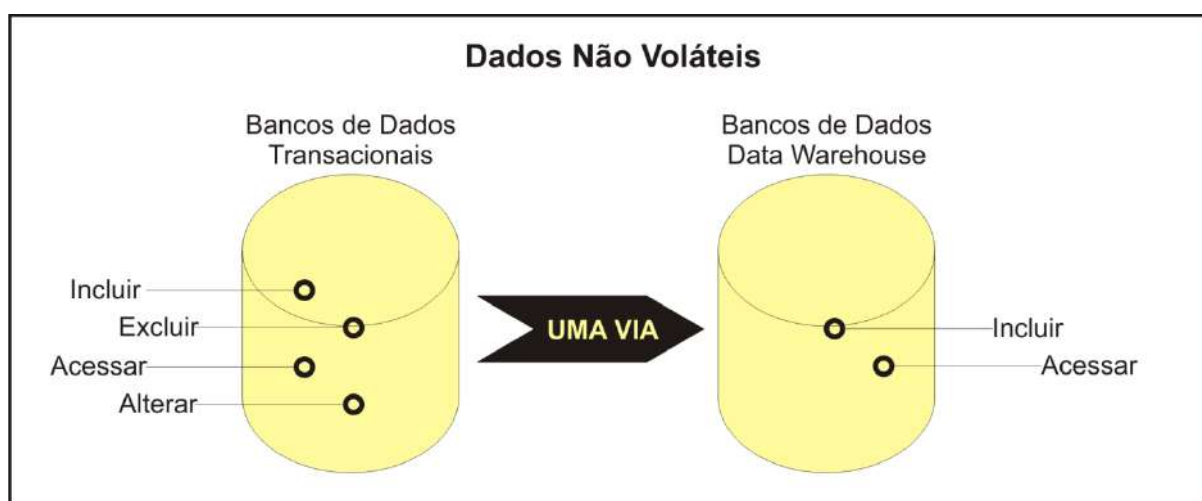 Dados Não Voláteis
Bancos de Dados
Transacionais
Incluir
Excluir
Acessar
Alterar
UMA VIA
Bancos de Dados
Data Warehouse
Incluir
Acessar